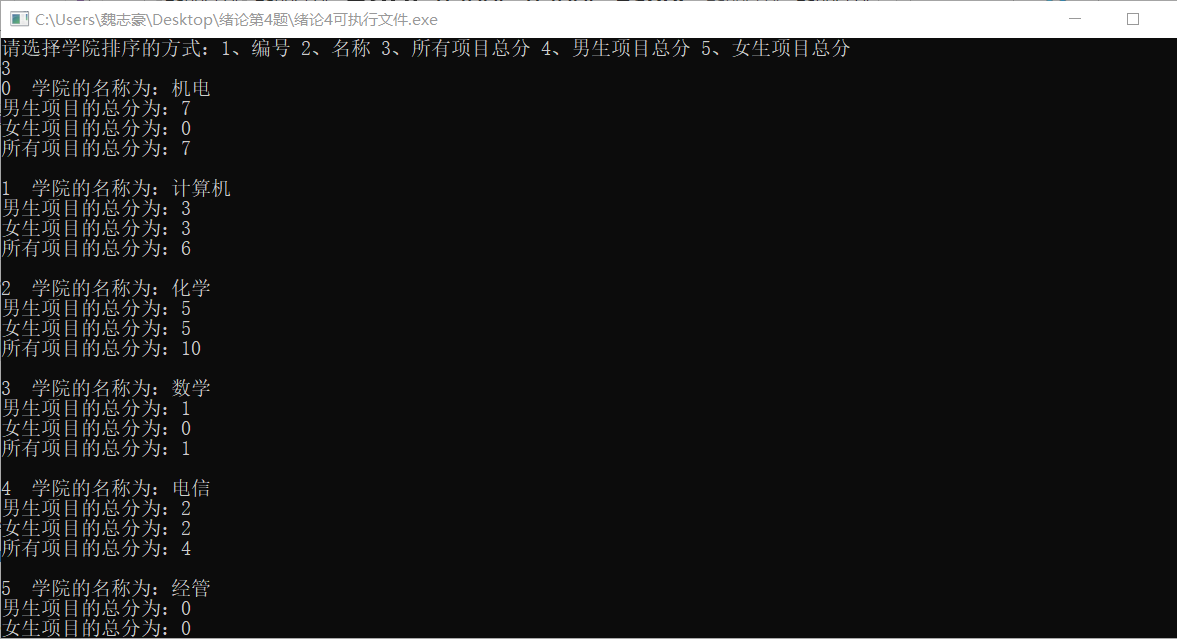 C:\Users\魏志豪\Desktop\绪论第4题\绪论4可执行文件.exe
请选择学院排序的方式：1、编号 2、名称 3、所有项目总分 4、男生项目总分 5、女生项目总分
3
0  学院的名称为：机电
男生项目的总分为：7
女生项目的总分为：0
所有项目的总分为：7
1  学院的名称为：计算机
男生项目的总分为：3
女生项目的总分为：3
所有项目的总分为：6
2  学院的名称为：化学
男生项目的总分为：5
女生项目的总分为：5
所有项目的总分为：10
3  学院的名称为：数学
男生项目的总分为：1
女生项目的总分为：0
所有项目的总分为：1
4  学院的名称为：电信
男生项目的总分为：2
女生项目的总分为：2
所有项目的总分为：4
5  学院的名称为：经管
男生项目的总分为：0
女生项目的总分为：0